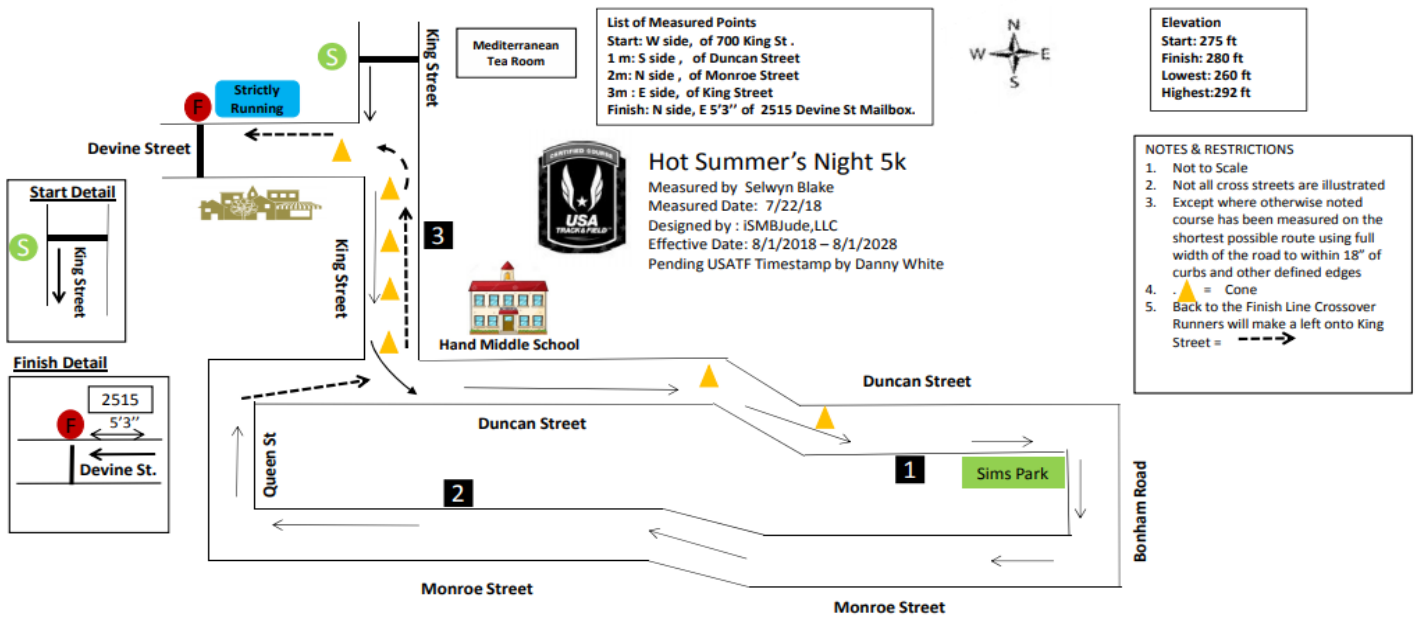 King Street
Mediterranean
Tea Room
S
List of Measured Points
Start: W side, of 700 King St .
1 m: S side , of Duncan Street
2m: N side , of Monroe Street
3m : E side, of King Street
Finish: N side, E 5’3’’ of 2515 Devine St Mailbox.
N
W E
S
Elevation
Start: 275 ft
Finish: 280 ft
Lowest: 260 ft
Highest:292 ft
F
Strictly
Running
Devine Street
Start Detail
S
King Street
King Street
3
CERTIFIED COURSE
USA
TRACK & FIELD
Hot Summer’s Night 5k
Measured by Selwyn Blake
Measured Date: 7/22/18
Designed by : iSMBJude,LLC
Effective Date: 8/1/2018 – 8/1/2028
Pending USATF Timestamp by Danny White
NOTES & RESTRICTIONS
1. Not to Scale
2. Not all cross streets are illustrated
3. Except where otherwise noted
course has been measured on the
shortest possible route using full
width of the road to within 18” of
curbs and other defined edges
4. . = Cone
5. Back to the Finish Line Crossover
Runners will make a left onto King
Street =
Hand Middle School
Finish Detail
2515
F
5’3’’
Devine St.
Duncan Street
Duncan Street
Queen St
1
Sims Park
2
Bonham Road
Monroe Street
Monroe Street